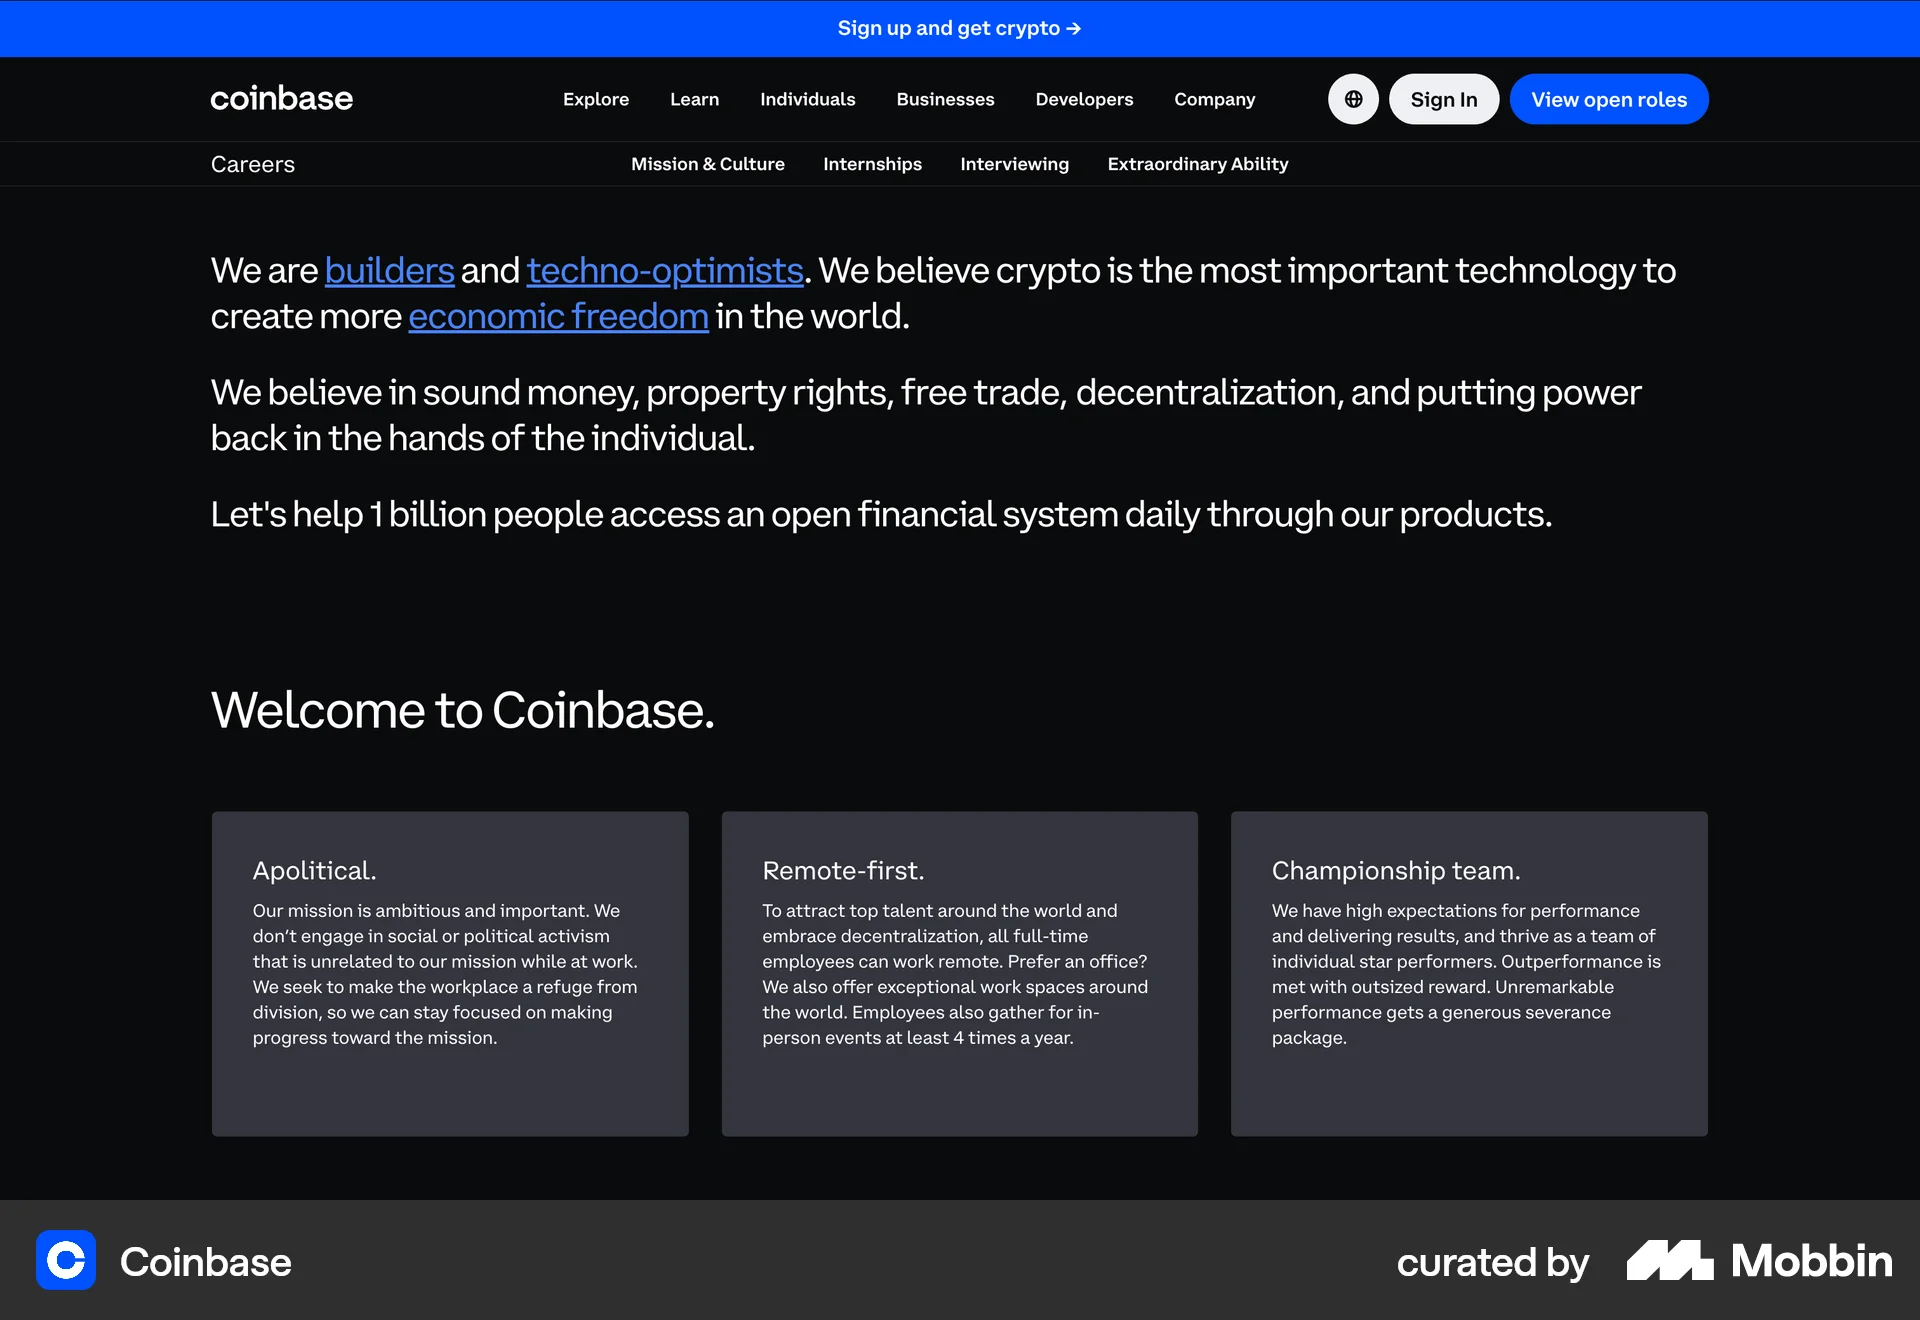 Sign up and get crypto →
coinbase
Explore
Learn
Individuals
Businesses
Developers
Company
Sign In
View open roles
Careers
Mission & Culture
Internships
Interviewing
Extraordinary Ability
We are builders and techno-optimists. We believe crypto is the most important technology to
create more economic freedom in the world.
We believe in sound money, property rights, free trade, decentralization, and putting power
back in the hands of the individual.
Let's help 1 billion people access an open financial system daily through our products.
Welcome to Coinbase.
Apolitical.
Our mission is ambitious and important. We
don’t engage in social or political activism
that is unrelated to our mission while at work.
We seek to make the workplace a refuge from
division, so we can stay focused on making
progress toward the mission.
Remote-first.
To attract top talent around the world and
embrace decentralization, all full-time
employees can work remote. Prefer an office?
We also offer exceptional work spaces around
the world. Employees also gather for in-
person events at least 4 times a year.
Championship team.
We have high expectations for performance
and delivering results, and thrive as a team of
individual star performers. Outperformance is
met with outsized reward. Unremarkable
performance gets a generous severance
package.
Coinbase
curated by
Mobbin